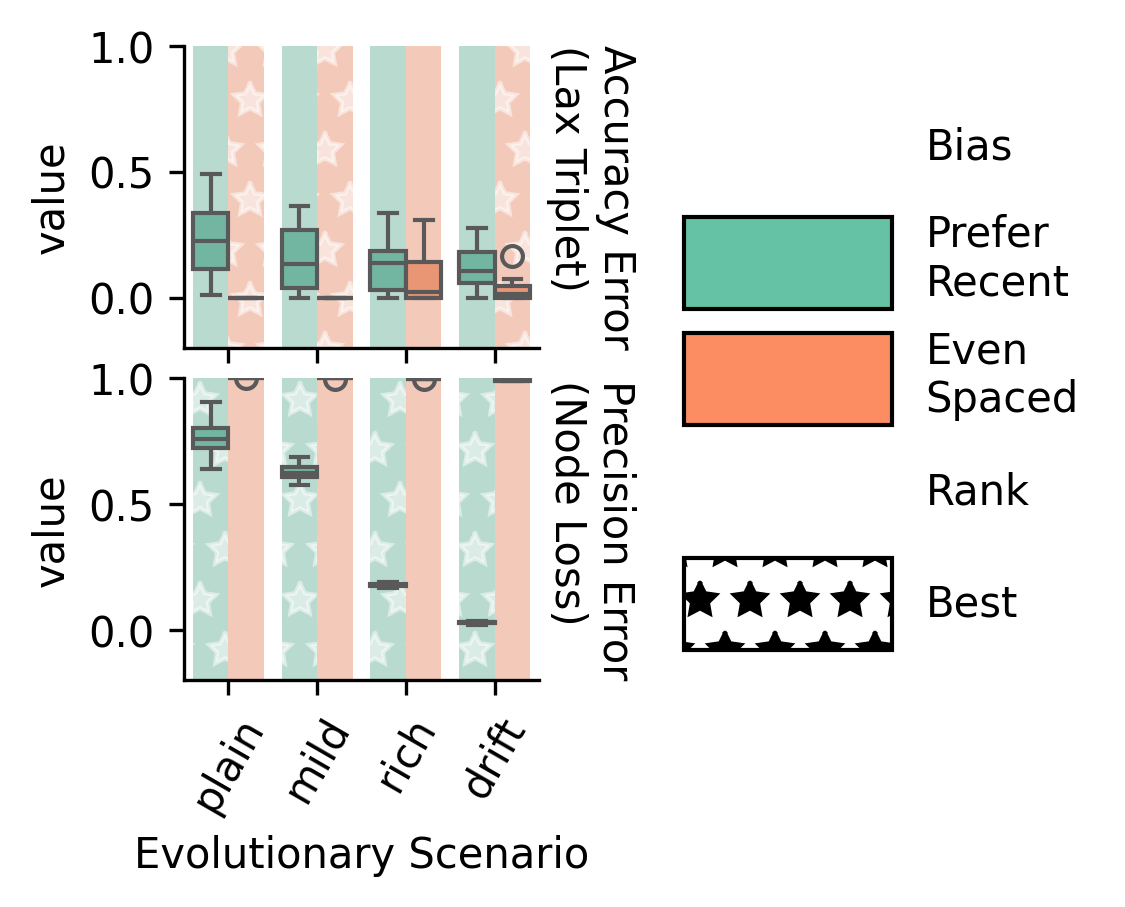 1.0
0.5
0.0
value
Accuracy Error
(Lax Triplet)
1.0
0.5
0.0
value
Precision Error
(Node Loss)
plain
mild
rich
drift
Evolutionary Scenario
Bias
Prefer
Recent
Even
Spaced
Rank
Best